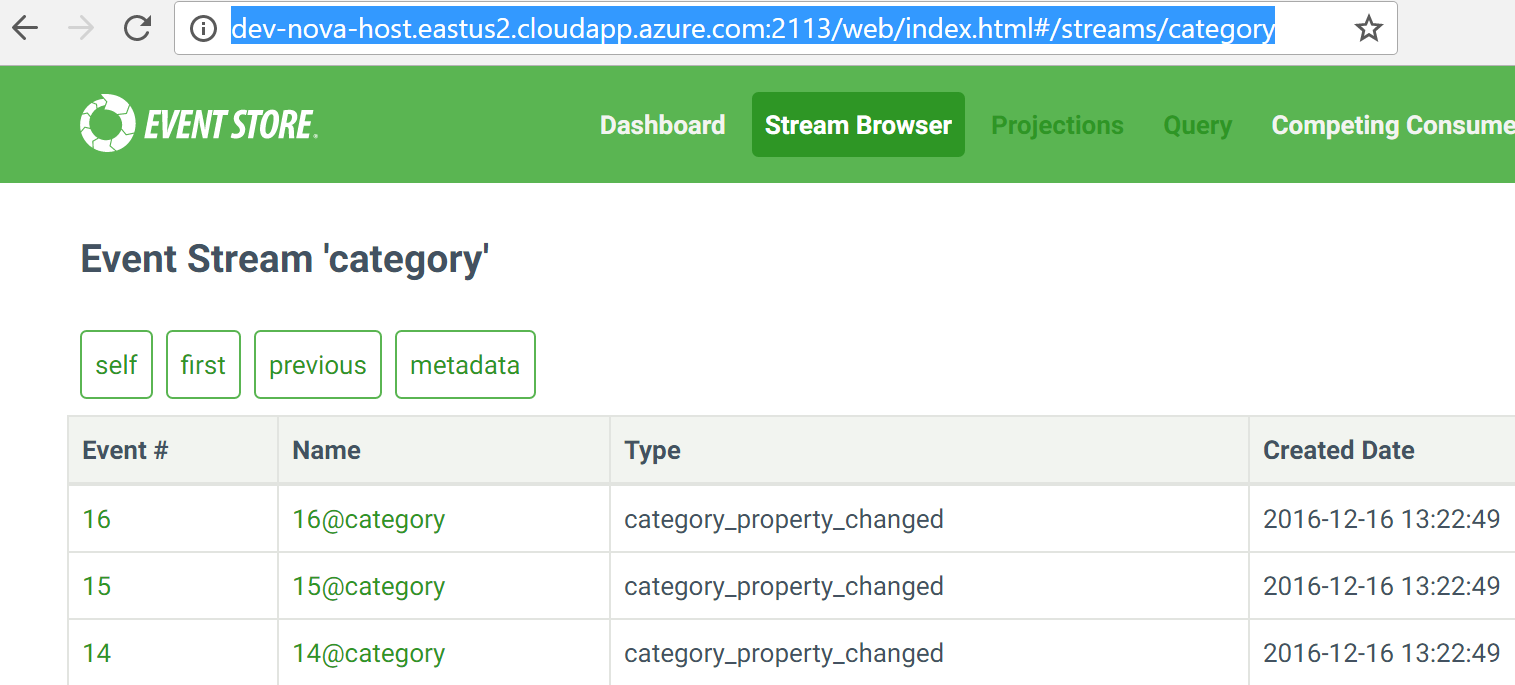 dev-nova-host.eastus2.cloudapp.azure.com:2113/web/index.html#/streams/category
EVENT STORE. Dashboard Stream Browser Projections Query Competing Consume
Event Stream 'category'
self first previous metadata
Event # Name Type Created Date
16 16@category category_property_changed 2016-12-16 13:22:49
15 15@category category_property_changed 2016-12-16 13:22:49
14 14@category category_property_changed 2016-12-16 13:22:49